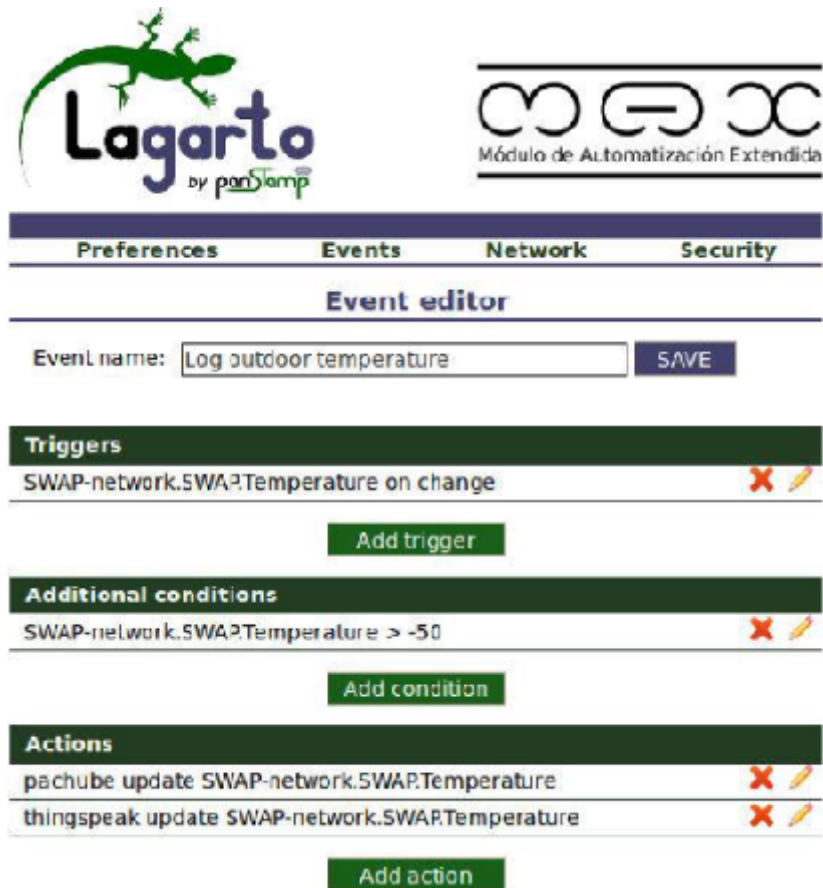 Lagarto
by panStamp
Módulo de Automatización Extendida
Preferences Events Network Security
Event editor
Event name: Log outdoor temperature SAVE
Triggers
SWAP-network.SWAP.Temperature on change
Add trigger
Additional conditions
SWAP-network.SWAP.Temperature > -50
Add condition
Actions
pachube update SWAP-network.SWAP.Temperature
thingspeak update SWAP-network.SWAP.Temperature
Add action